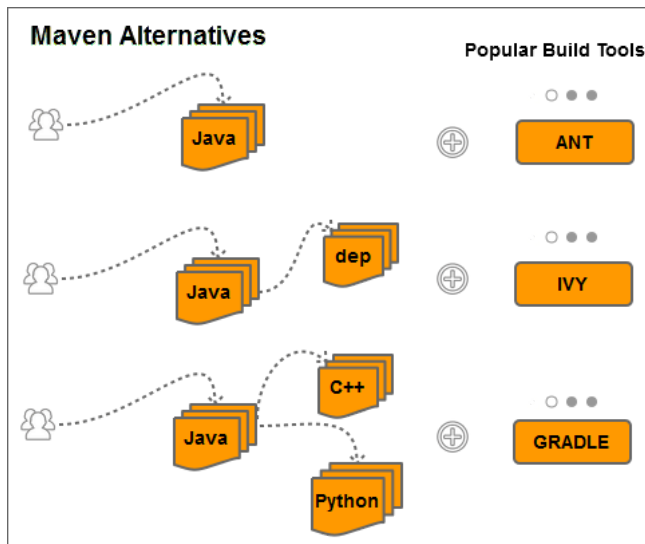 Maven Alternatives
Popular Build Tools
Java
ANT
dep
Java
IVY
C++
Java
GRADLE
Python